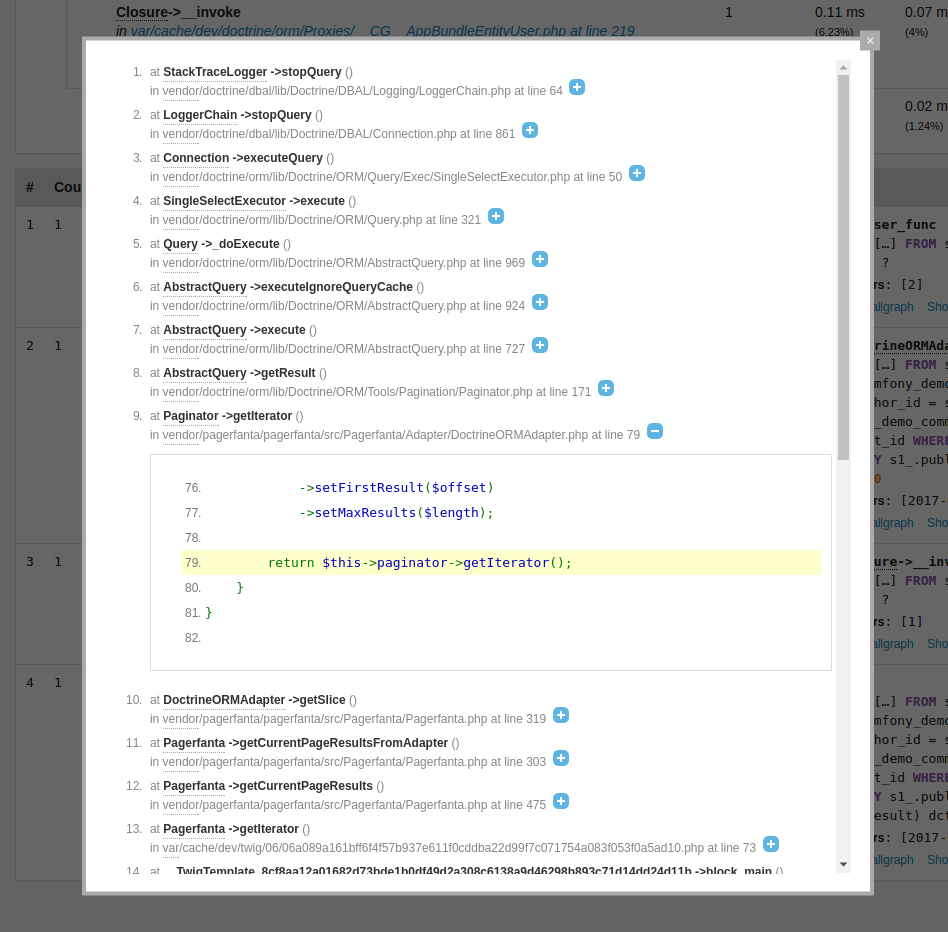 Closure->__invoke 1 0.11 ms 0.07 m
in var/cache/dev/doctrine/orm/Proxies/__CG__AppBundleEntityUser.php at line 219 (6.23%) (4%)
×
0.02 m
(1.24%)
# Cou
1 1
2 1
3 1
4 1
1. at StackTraceLogger ->stopQuery ()
in vendor/doctrine/dbal/lib/Doctrine/DBAL/Logging/LoggerChain.php at line 64 +
2. at LoggerChain ->stopQuery ()
in vendor/doctrine/dbal/lib/Doctrine/DBAL/Connection.php at line 861 +
3. at Connection ->executeQuery ()
in vendor/doctrine/orm/lib/Doctrine/ORM/Query/Exec/SingleSelectExecutor.php at line 50 +
4. at SingleSelectExecutor ->execute ()
in vendor/doctrine/orm/lib/Doctrine/ORM/Query.php at line 321 +
5. at Query ->_doExecute ()
in vendor/doctrine/orm/lib/Doctrine/ORM/AbstractQuery.php at line 969 +
6. at AbstractQuery ->executeIgnoreQueryCache ()
in vendor/doctrine/orm/lib/Doctrine/ORM/AbstractQuery.php at line 924 +
7. at AbstractQuery ->execute ()
in vendor/doctrine/orm/lib/Doctrine/ORM/AbstractQuery.php at line 727 +
8. at AbstractQuery ->getResult ()
in vendor/doctrine/orm/lib/Doctrine/ORM/Tools/Pagination/Paginator.php at line 171 +
9. at Paginator ->getIterator ()
in vendor/pagerfanta/pagerfanta/src/Pagerfanta/Adapter/DoctrineORMAdapter.php at line 79 −
76. ->setFirstResult($offset)
77. ->setMaxResults($length);
78.
79. return $this->paginator->getIterator();
80. }
81. }
82.
10. at DoctrineORMAdapter ->getSlice ()
in vendor/pagerfanta/pagerfanta/src/Pagerfanta/Pagerfanta.php at line 319 +
11. at Pagerfanta ->getCurrentPageResultsFromAdapter ()
in vendor/pagerfanta/pagerfanta/src/Pagerfanta/Pagerfanta.php at line 303 +
12. at Pagerfanta ->getCurrentPageResults ()
in vendor/pagerfanta/pagerfanta/src/Pagerfanta/Pagerfanta.php at line 475 +
13. at Pagerfanta ->getIterator ()
in var/cache/dev/twig/06/06a089a161bff6f4f57b937e611f0cddba22d99f7c071754a083f053f0a5ad10.php at line 73 +
14. at __TwigTemplate_8cf8aa12a01682d73bde1b0df49d2a308c6138a9d46298b893c71d14dd24d11b ->block_main ()
ser_func
[…] FROM s
?
rs: [2]
allgraph Sho
rineORMAda
[…] FROM s
mfony_demo
hor_id = s
_demo_comm
t_id WHERE
Y s1_.publ
0
rs: [2017-
allgraph Sho
ure->__inv
[…] FROM s
?
rs: [1]
allgraph Sho
[…] FROM s
mfony_demo
hor_id = s
_demo_comm
t_id WHERE
Y s1_.publ
esult) dct
rs: [2017-
allgraph Sho